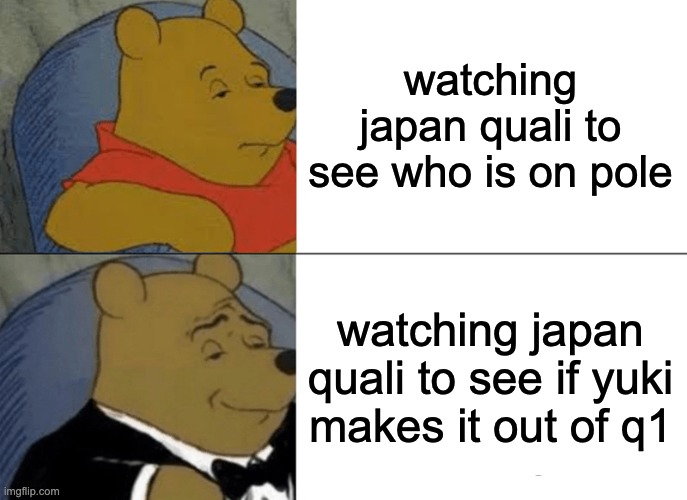 watching
japan quali to
see who is on pole
watching japan
quali to see if yuki
makes it out of q1
imgflip.com